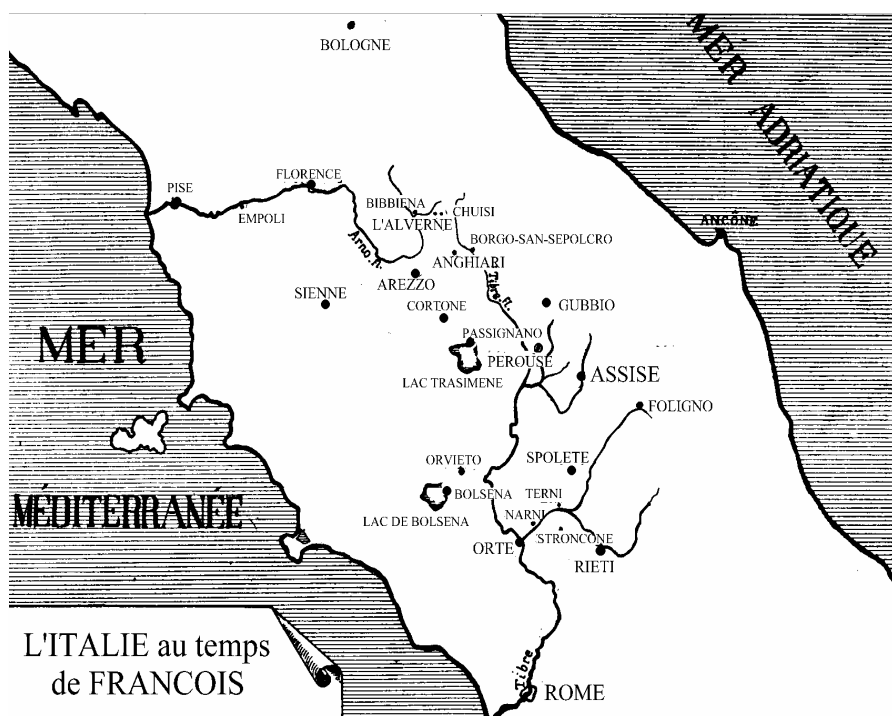 BOLOGNE
MER ADRIATIQUE
FLORENCE
PISE
EMPOLI
BIBBIENA
CHUISI
L'ALVERNE
ANCÔNE
BORGO-SAN-SEPOLCRO
Arno.fl.
ANGHIARI
AREZZO
Tibre.fl.
SIENNE
CORTONE
GUBBIO
MER
PASSIGNANO
PEROUSE
LAC TRASIMENE
ASSISE
FOLIGNO
ORVIETO
SPOLETE
MÉDITERRANÉE
BOLSENA
TERNI
LAC DE BOLSENA
NARNI
STRONCONE
ORTE
RIETI
L'ITALIE au temps
de FRANCOIS
Tibre
ROME